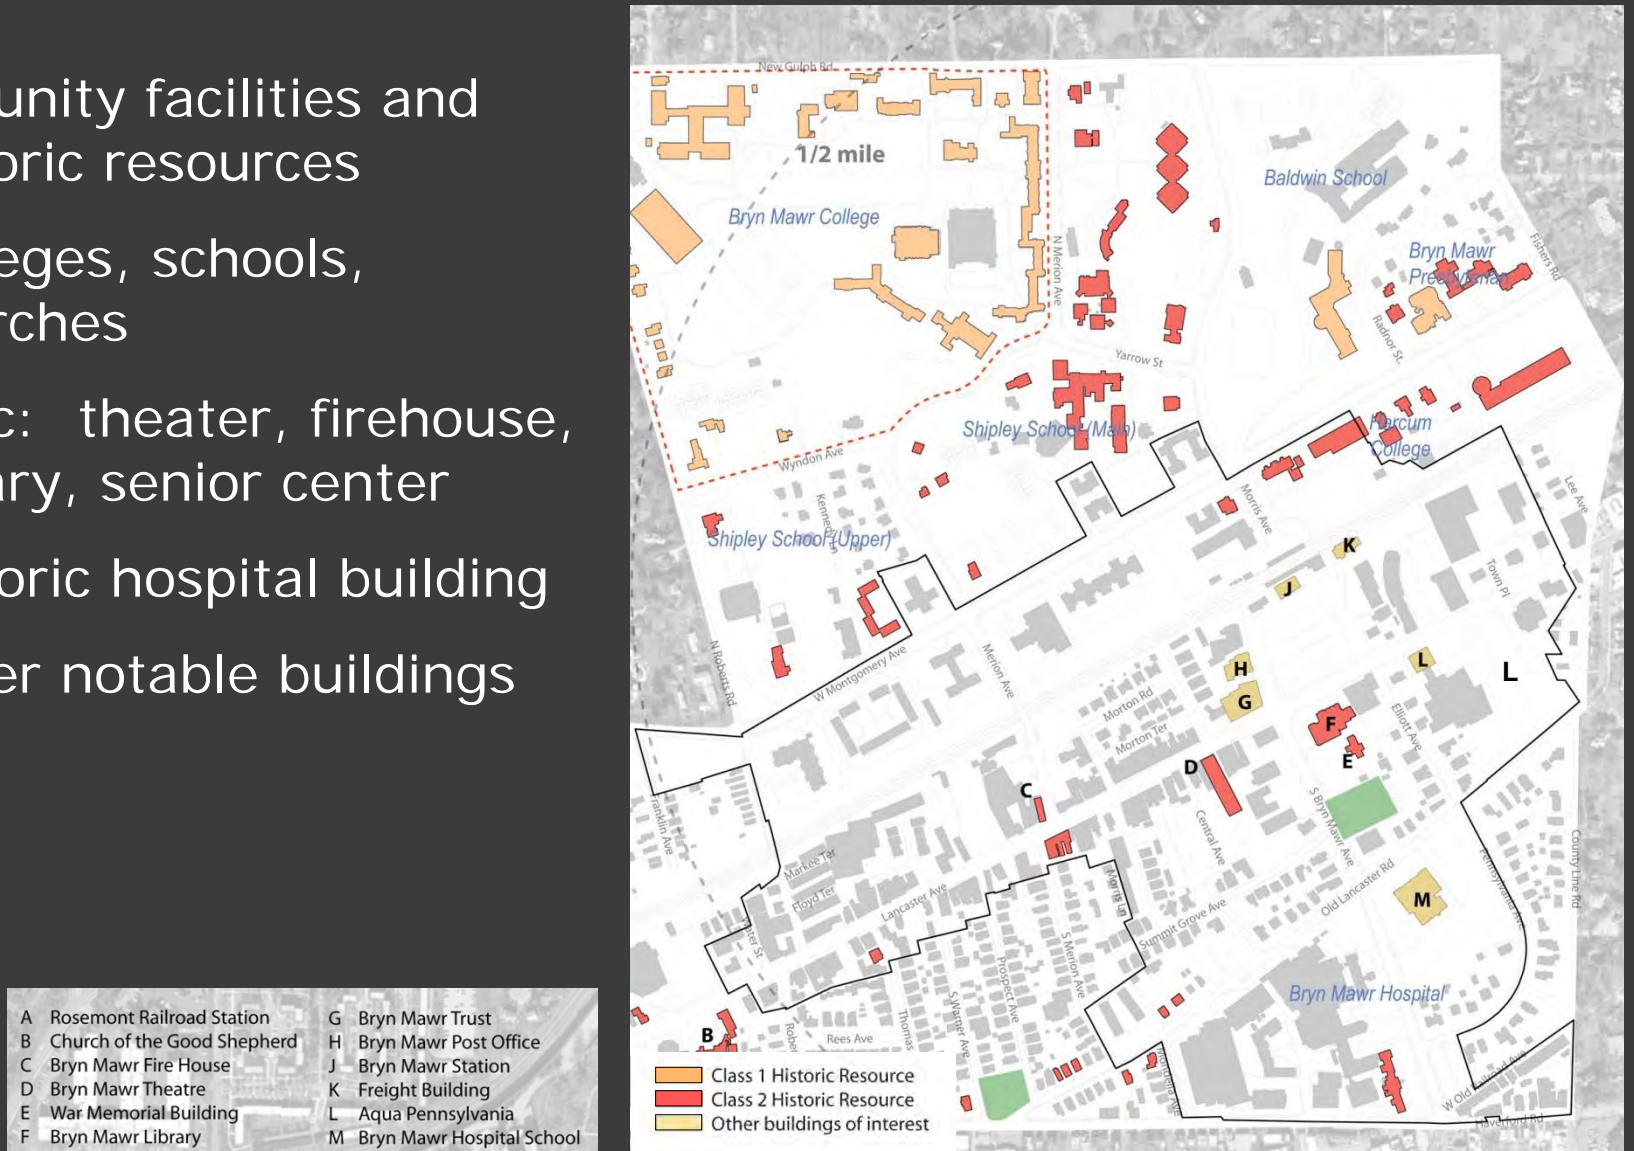 unity facilities and
oric resources
eges, schools,
rches
c: theater, firehouse,
ary, senior center
oric hospital building
er notable buildings
A Rosemont Railroad Station
B Church of the Good Shepherd
C Bryn Mawr Fire House
D Bryn Mawr Theatre
E War Memorial Building
F Bryn Mawr Library
G Bryn Mawr Trust
H Bryn Mawr Post Office
J Bryn Mawr Station
K Freight Building
L Aqua Pennsylvania
M Bryn Mawr Hospital School
New Gulph Rd
1/2 mile
Bryn Mawr College
N Merion Ave
Baldwin School
Bryn Mawr
Presbyterian
Fishers Rd
Radnor St.
Yarrow St
Shipley School (Main)
Harcum
College
Wyndon Ave
Kennedy Ln
Morris Ave
Lee Ave
Shipley School (Upper)
K
J
Town Pl
N Roberts Rd
W Montgomery Ave
Merion Ave
H
L
L
G
Morton Rd
Morton Ter
F
Elliott Ave
E
D
C
S Bryn Mawr Ave
Central Ave
Franklin Ave
Markee Ter
Floyd Ter
Lancaster Ave
Morris Ln
Old Lancaster Rd
Pennsylvania Ave
County Line Rd
M
Summit Grove Ave
Water St
S Merion Ave
Prospect Ave
S Warner Ave
Thomas
Rober
Rees Ave
B
Bryn Mawr Hospital
Mondella Ave
W Old Railroad Ave
Haverford Rd
Class 1 Historic Resource
Class 2 Historic Resource
Other buildings of interest